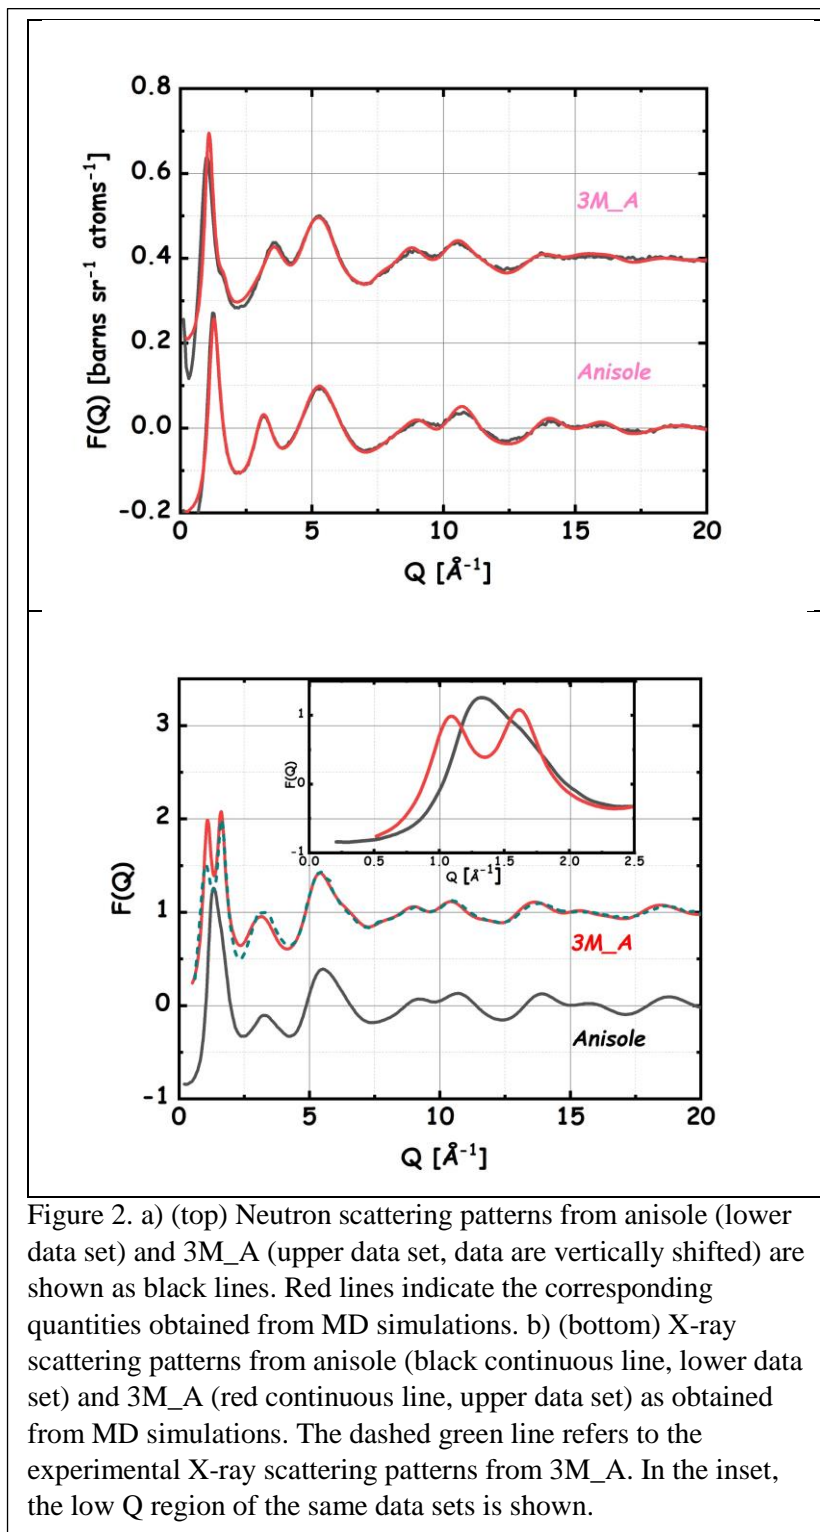 0.8
0.6
0.4
0.2
0.0
-0.2
F(Q) [barns sr⁻¹ atoms⁻¹]
3M_A
Anisole
0 5 10 15 20
Q [Å⁻¹]
3
2
1
0
-1
F(Q)
1
0
-1
F(Q)
0.0 0.5 1.0 1.5 2.0 2.5
Q [Å⁻¹]
3M_A
Anisole
0 5 10 15 20
Q [Å⁻¹]
Figure 2. a) (top) Neutron scattering patterns from anisole (lower
data set) and 3M_A (upper data set, data are vertically shifted) are
shown as black lines. Red lines indicate the corresponding
quantities obtained from MD simulations. b) (bottom) X-ray
scattering patterns from anisole (black continuous line, lower data
set) and 3M_A (red continuous line, upper data set) as obtained
from MD simulations. The dashed green line refers to the
experimental X-ray scattering patterns from 3M_A. In the inset,
the low Q region of the same data sets is shown.